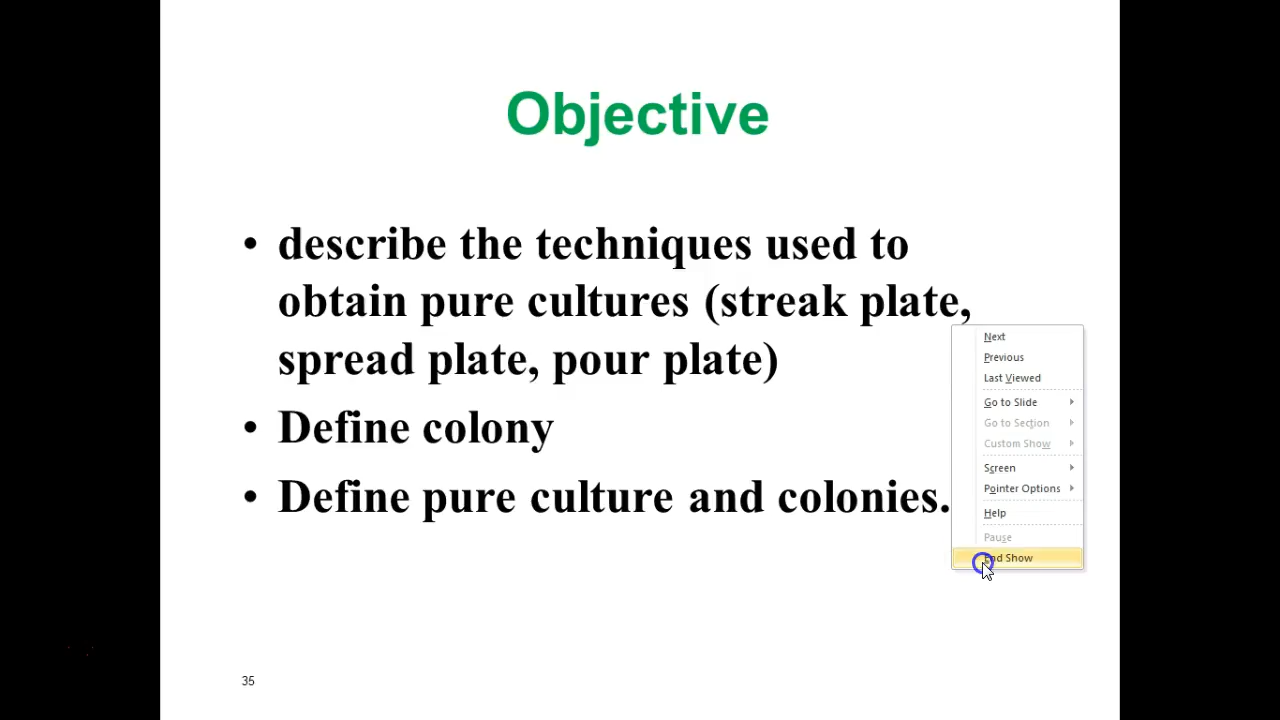 Objective
• describe the techniques used to
obtain pure cultures (streak plate,
spread plate, pour plate)
• Define colony
• Define pure culture and colonies.
Next
Previous
Last Viewed
Go to Slide
Go to Section
Custom Show
Screen
Pointer Options
Help
Pause
End Show
35